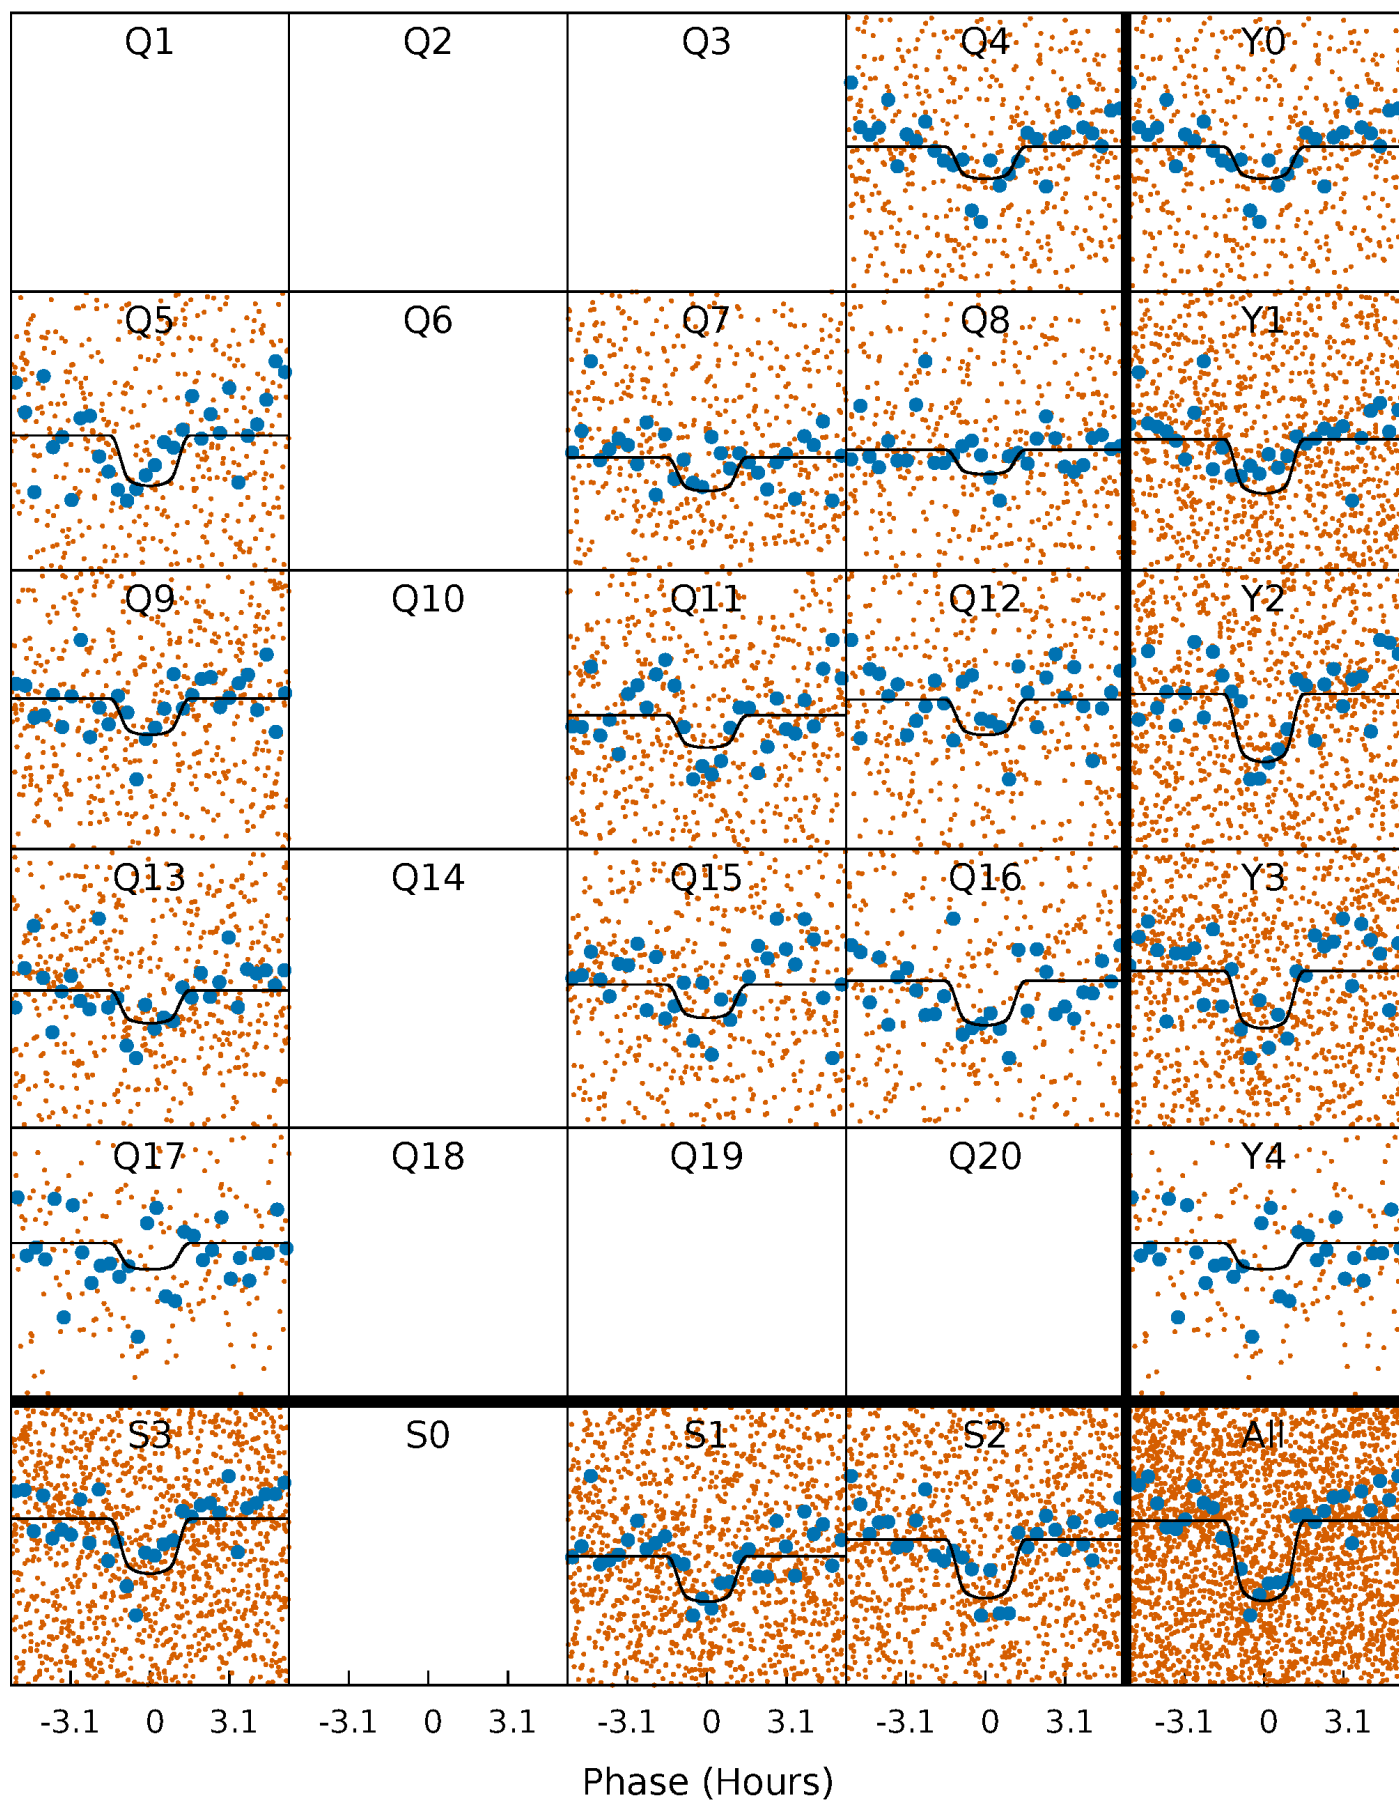 Q1 Q2 Q3 Q4 Y0
Q5 Q6 Q7 Q8 Y1
Q9 Q10 Q11 Q12 Y2
Q13 Q14 Q15 Q16 Y3
Q17 Q18 Q19 Q20 Y4
S3 S0 S1 S2 All
-3.1 0 3.1 -3.1 0 3.1 -3.1 0 3.1 -3.1 0 3.1 -3.1 0 3.1
Phase (Hours)